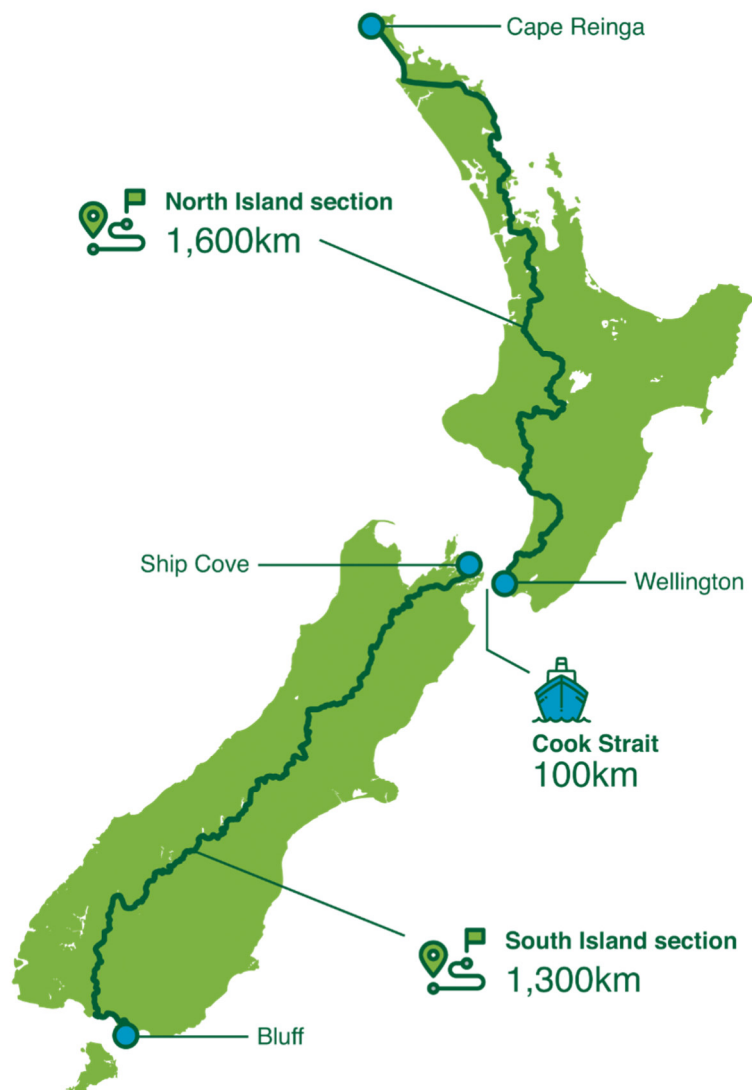 Cape Reinga
North Island section
1,600km
Ship Cove
Wellington
Cook Strait
100km
South Island section
1,300km
Bluff